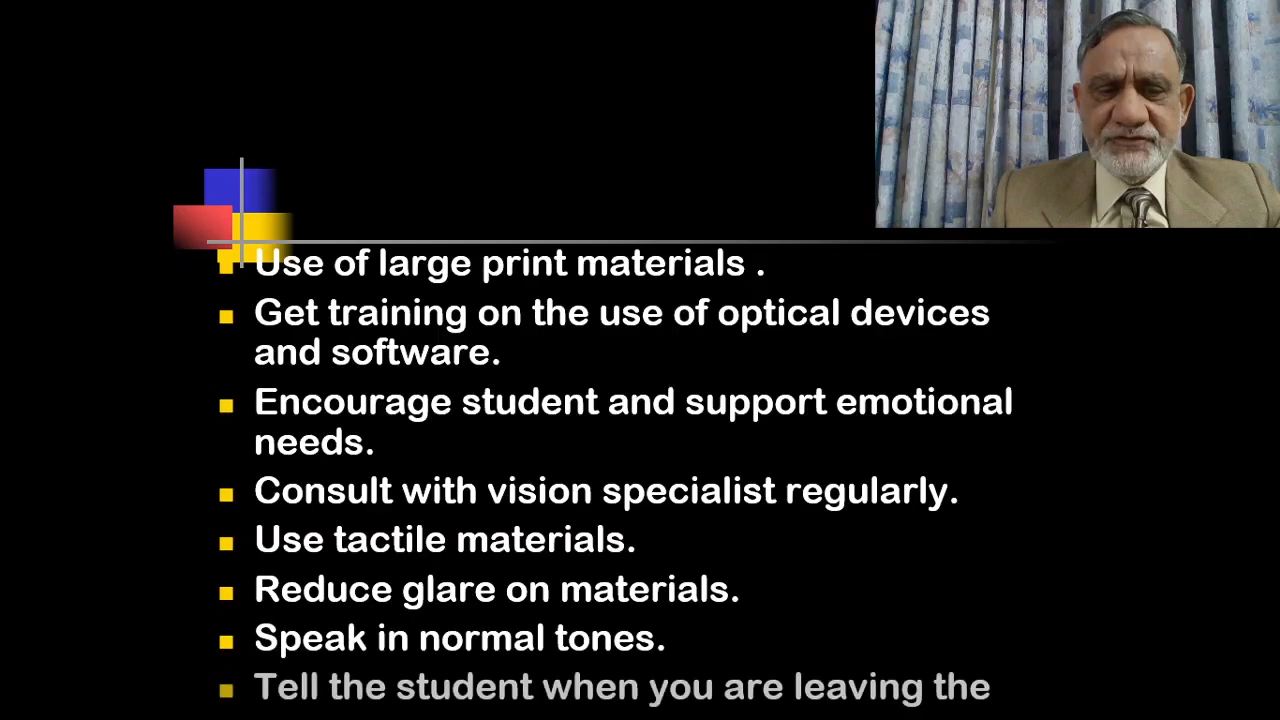 Use of large print materials .
Get training on the use of optical devices
and software.
Encourage student and support emotional
needs.
Consult with vision specialist regularly.
Use tactile materials.
Reduce glare on materials.
Speak in normal tones.
Tell the student when you are leaving the